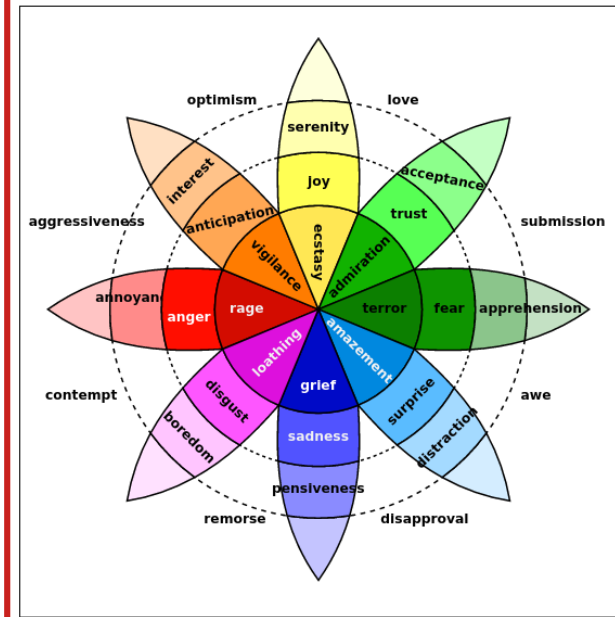 optimism
love
serenity
interest
acceptance
joy
anticipation
trust
aggressiveness
submission
vigilance
ecstasy
admiration
annoyan
anger
rage
terror
fear
apprehension
loathing
amazement
contempt
grief
awe
disgust
surprise
boredom
sadness
distraction
pensiveness
remorse
disapproval